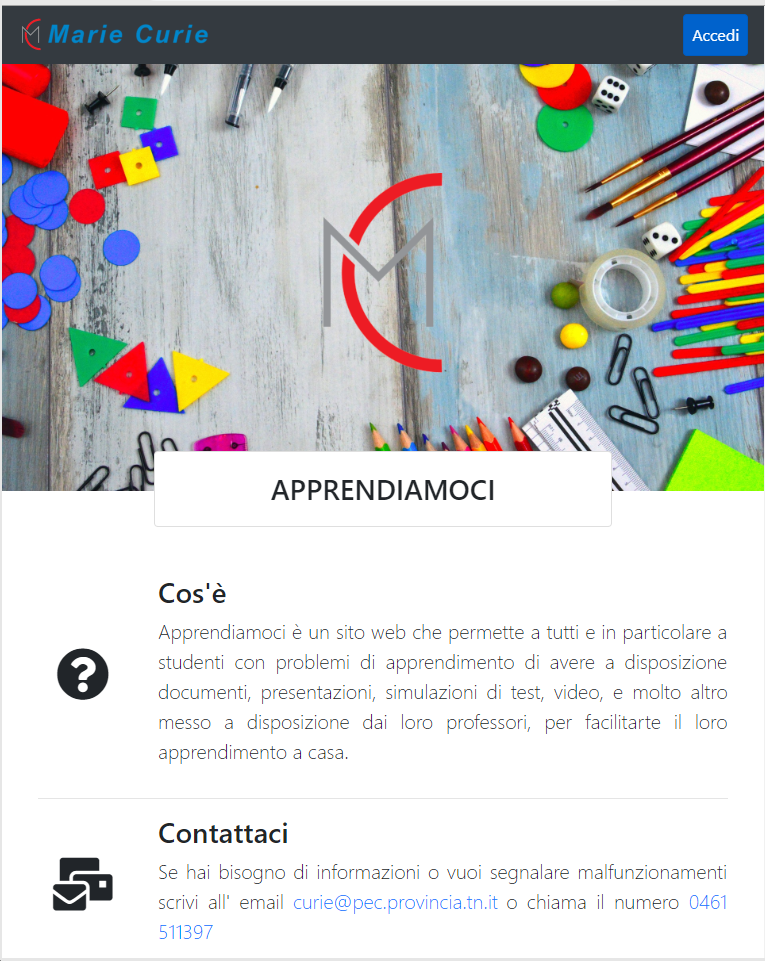 Marie Curie
Accedi
MC
APPRENDIAMOCI
Cos'è
Apprendiamoci è un sito web che permette a tutti e in particolare a
studenti con problemi di apprendimento di avere a disposizione
documenti, presentazioni, simulazioni di test, video, e molto altro
messo a disposizione dai loro professori, per facilitarte il loro
apprendimento a casa.
Contattaci
Se hai bisogno di informazioni o vuoi segnalare malfunzionamenti
scrivi all' email curie@pec.provincia.tn.it o chiama il numero 0461
511397